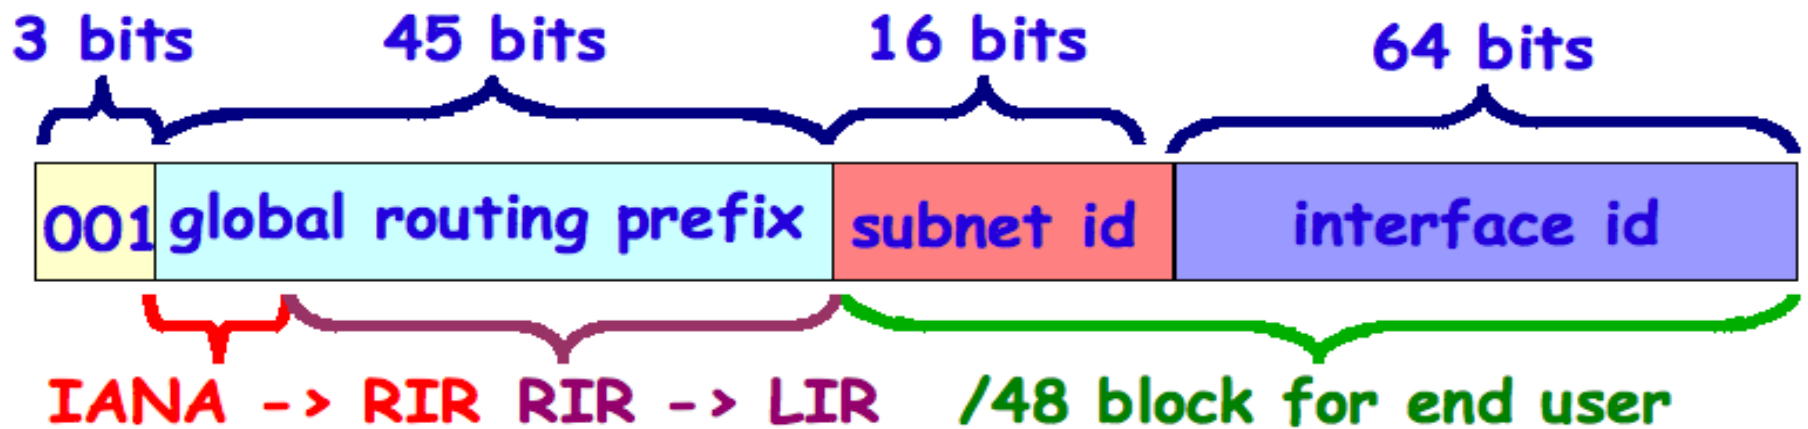 3 bits 45 bits 16 bits 64 bits
001 global routing prefix subnet id interface id
IANA -> RIR RIR -> LIR /48 block for end user